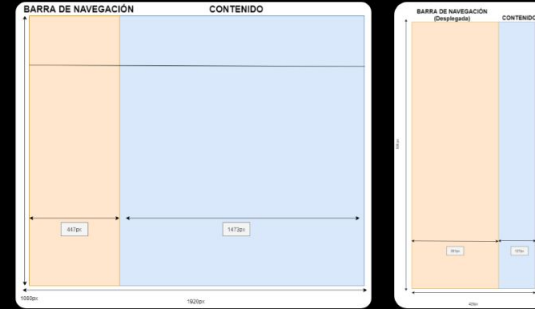 BARRA DE NAVEGACIÓN
CONTENIDO
447px
1473px
1080px
1920px
BARRA DE NAVEGACIÓN
(Desplegada)
CONTENIDO